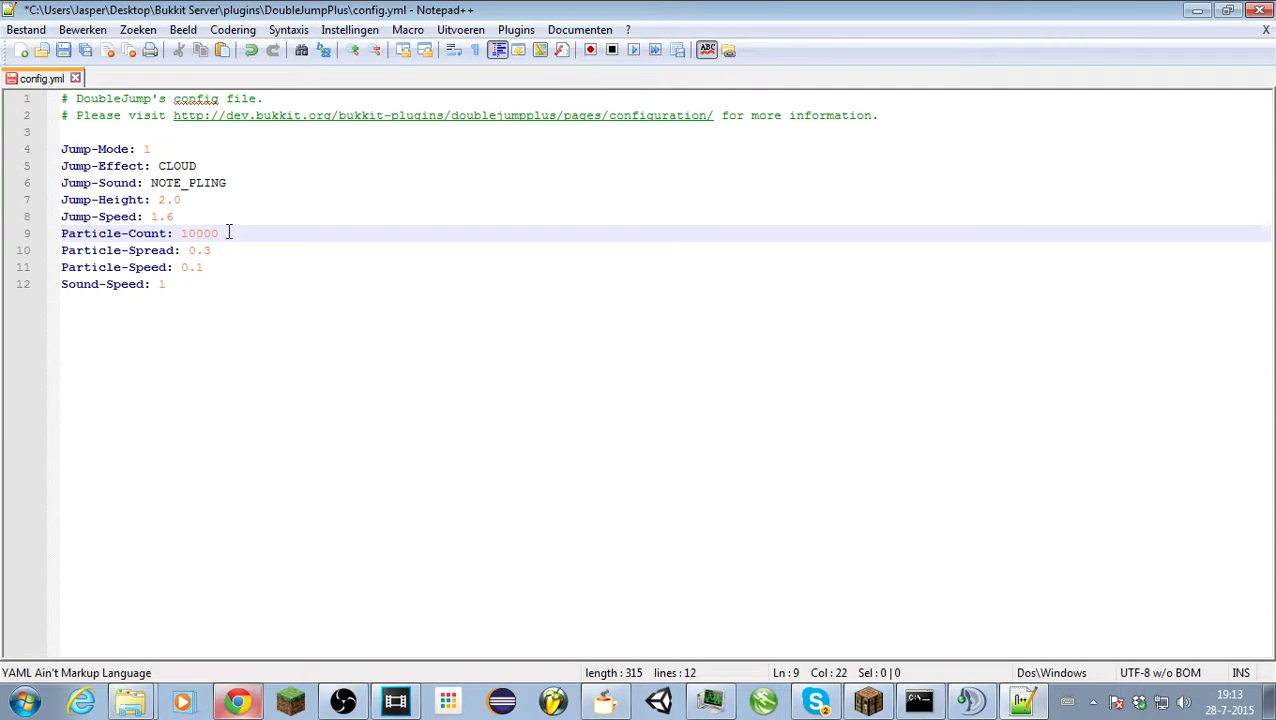 *C:\Users\Jasper\Desktop\Bukkit Server\plugins\DoubleJumpPlus\config.yml - Notepad++
Bestand Bewerken Zoeken Beeld Codering Syntaxis Instellingen Macro Uitvoeren Plugins Documenten ? X
config.yml
1 # DoubleJump's config file.
2 # Please visit http://dev.bukkit.org/bukkit-plugins/doublejumpplus/pages/configuration/ for more information.
3
4 Jump-Mode: 1
5 Jump-Effect: CLOUD
6 Jump-Sound: NOTE_PLING
7 Jump-Height: 2.0
8 Jump-Speed: 1.6
9 Particle-Count: 10000
10 Particle-Spread: 0.3
11 Particle-Speed: 0.1
12 Sound-Speed: 1
YAML Ain't Markup Language length : 315 lines : 12 Ln : 9 Col : 22 Sel : 0 | 0 Dos\Windows UTF-8 w/o BOM INS
19:13
28-7-2015